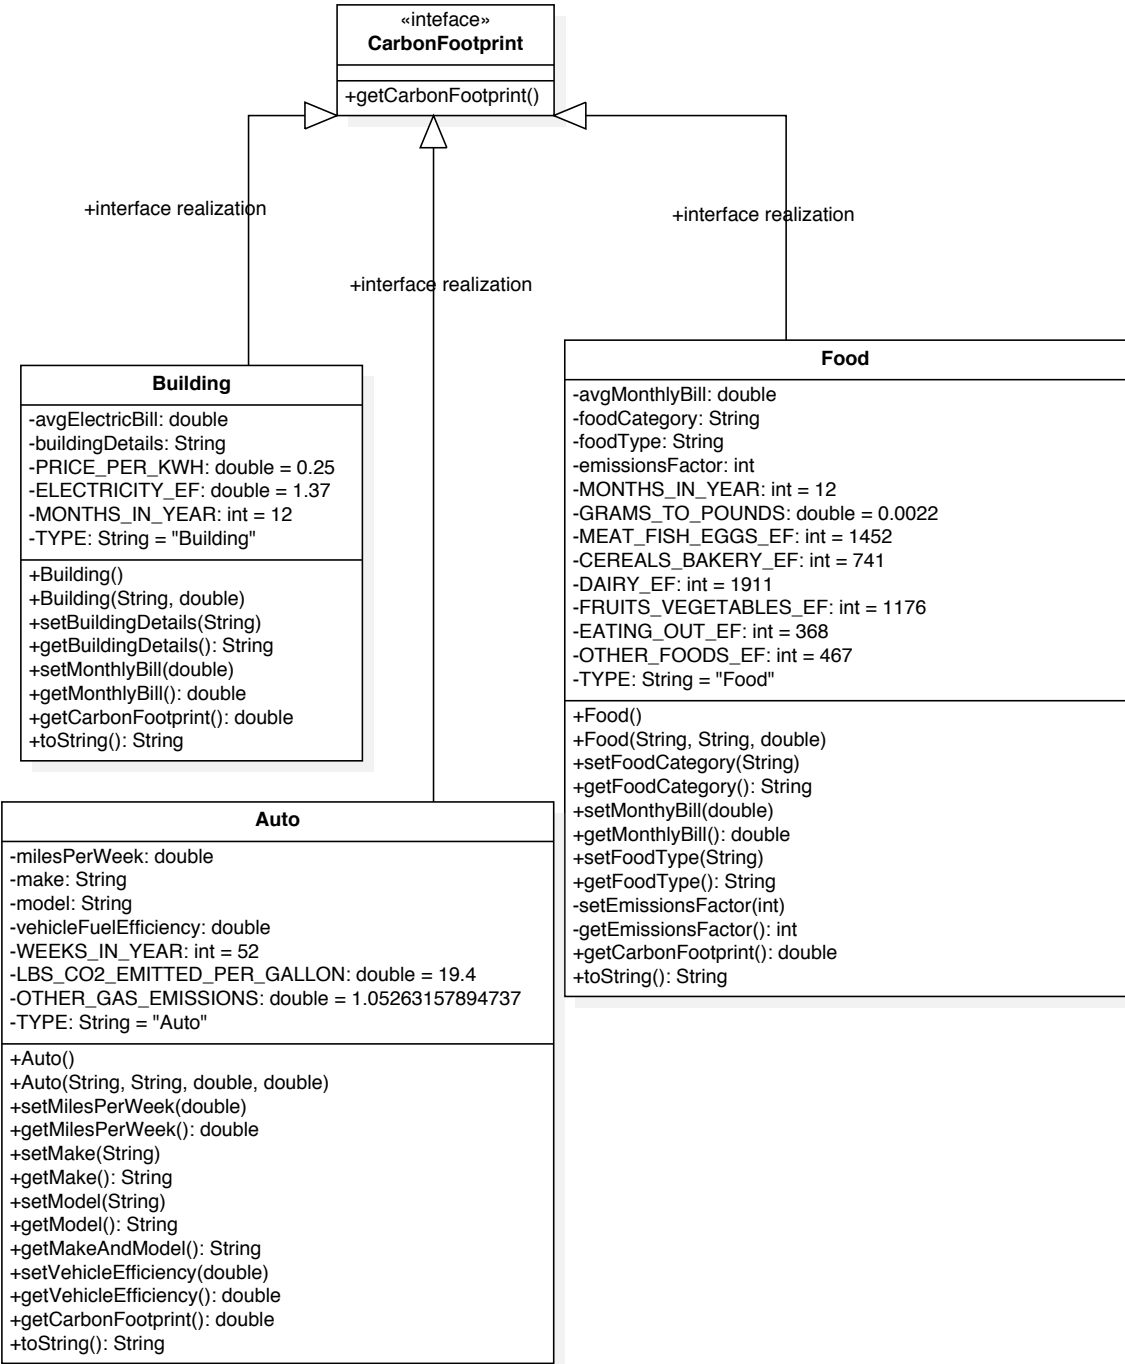 «inteface»
CarbonFootprint
+getCarbonFootprint()
+interface realization
+interface realization
+interface realization
Building
-avgElectricBill: double
-buildingDetails: String
-PRICE_PER_KWH: double = 0.25
-ELECTRICITY_EF: double = 1.37
-MONTHS_IN_YEAR: int = 12
-TYPE: String = "Building"
+Building()
+Building(String, double)
+setBuildingDetails(String)
+getBuildingDetails(): String
+setMonthlyBill(double)
+getMonthlyBill(): double
+getCarbonFootprint(): double
+toString(): String
Food
-avgMonthlyBill: double
-foodCategory: String
-foodType: String
-emissionsFactor: int
-MONTHS_IN_YEAR: int = 12
-GRAMS_TO_POUNDS: double = 0.0022
-MEAT_FISH_EGGS_EF: int = 1452
-CEREALS_BAKERY_EF: int = 741
-DAIRY_EF: int = 1911
-FRUITS_VEGETABLES_EF: int = 1176
-EATING_OUT_EF: int = 368
-OTHER_FOODS_EF: int = 467
-TYPE: String = "Food"
+Food()
+Food(String, String, double)
+setFoodCategory(String)
+getFoodCategory(): String
+setMonthyBill(double)
+getMonthlyBill(): double
+setFoodType(String)
+getFoodType(): String
-setEmissionsFactor(int)
-getEmissionsFactor(): int
+getCarbonFootprint(): double
+toString(): String
Auto
-milesPerWeek: double
-make: String
-model: String
-vehicleFuelEfficiency: double
-WEEKS_IN_YEAR: int = 52
-LBS_CO2_EMITTED_PER_GALLON: double = 19.4
-OTHER_GAS_EMISSIONS: double = 1.05263157894737
-TYPE: String = "Auto"
+Auto()
+Auto(String, String, double, double)
+setMilesPerWeek(double)
+getMilesPerWeek(): double
+setMake(String)
+getMake(): String
+setModel(String)
+getModel(): String
+getMakeAndModel(): String
+setVehicleEfficiency(double)
+getVehicleEfficiency(): double
+getCarbonFootprint(): double
+toString(): String